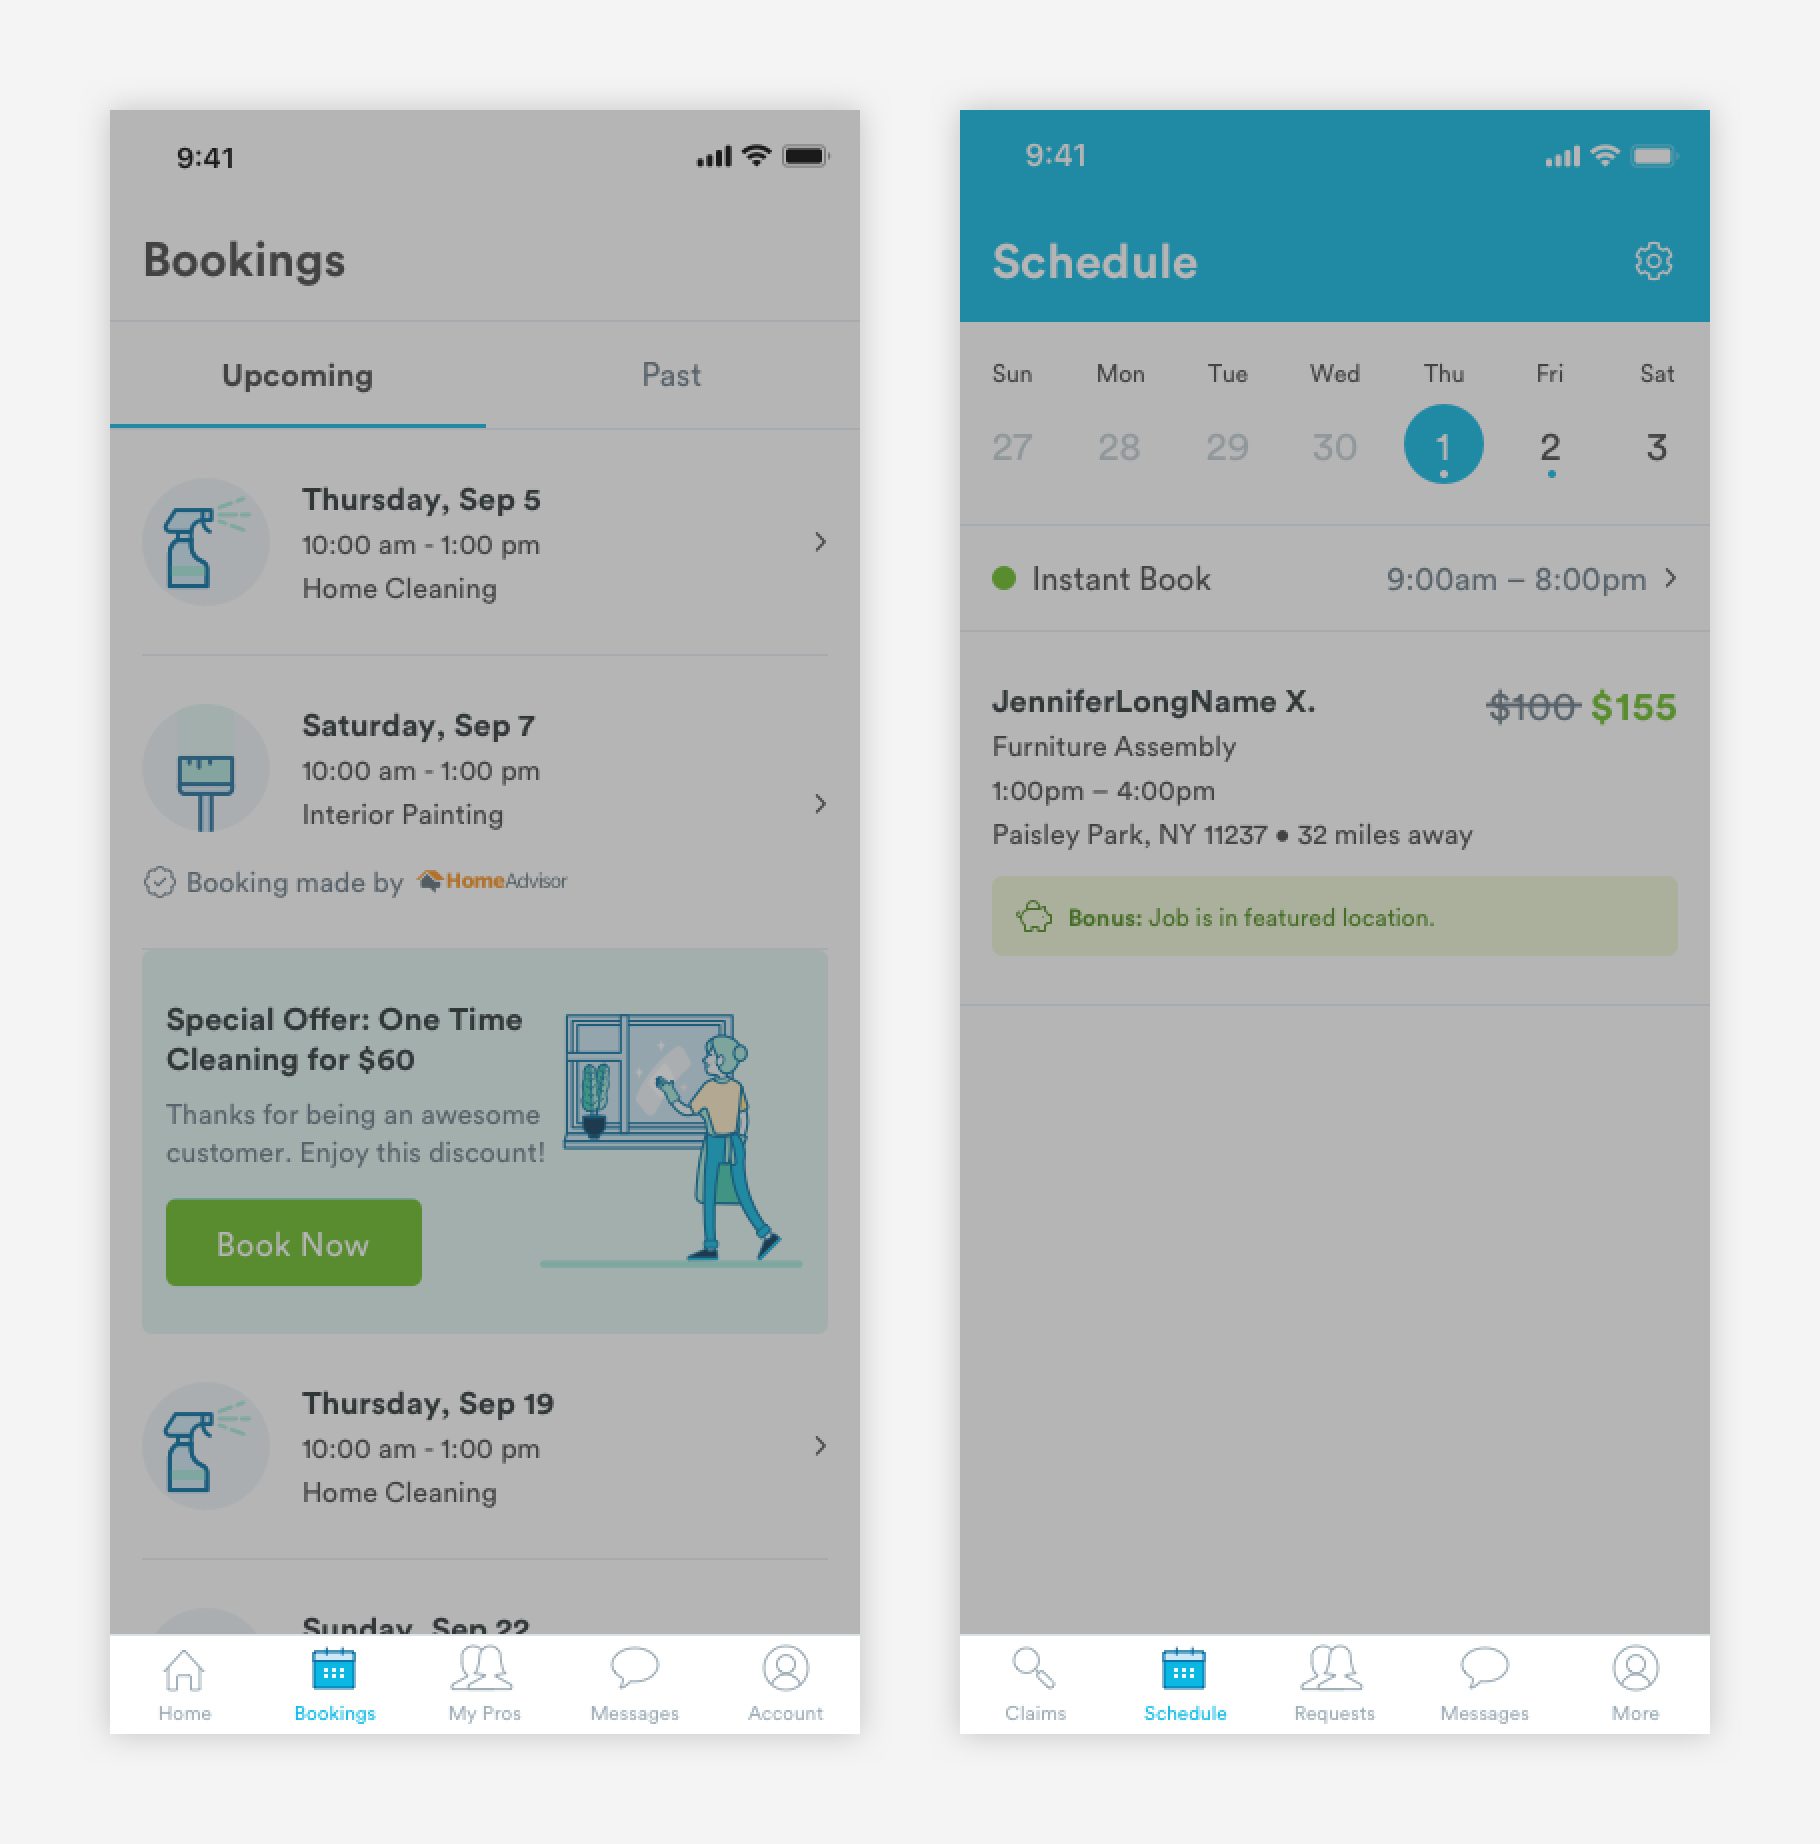 9:41
Bookings
Upcoming Past
Thursday, Sep 5
10:00 am - 1:00 pm
Home Cleaning
Saturday, Sep 7
10:00 am - 1:00 pm
Interior Painting
Booking made by HomeAdvisor
Special Offer: One Time
Cleaning for $60
Thanks for being an awesome
customer. Enjoy this discount!
Book Now
Thursday, Sep 19
10:00 am - 1:00 pm
Home Cleaning
Sunday, Sep 22
Home Bookings My Pros Messages Account
9:41
Schedule
Sun Mon Tue Wed Thu Fri Sat
27 28 29 30 1 2 3
Instant Book 9:00am – 8:00pm
JenniferLongName X. $100 $155
Furniture Assembly
1:00pm – 4:00pm
Paisley Park, NY 11237 • 32 miles away
Bonus: Job is in featured location.
Claims Schedule Requests Messages More